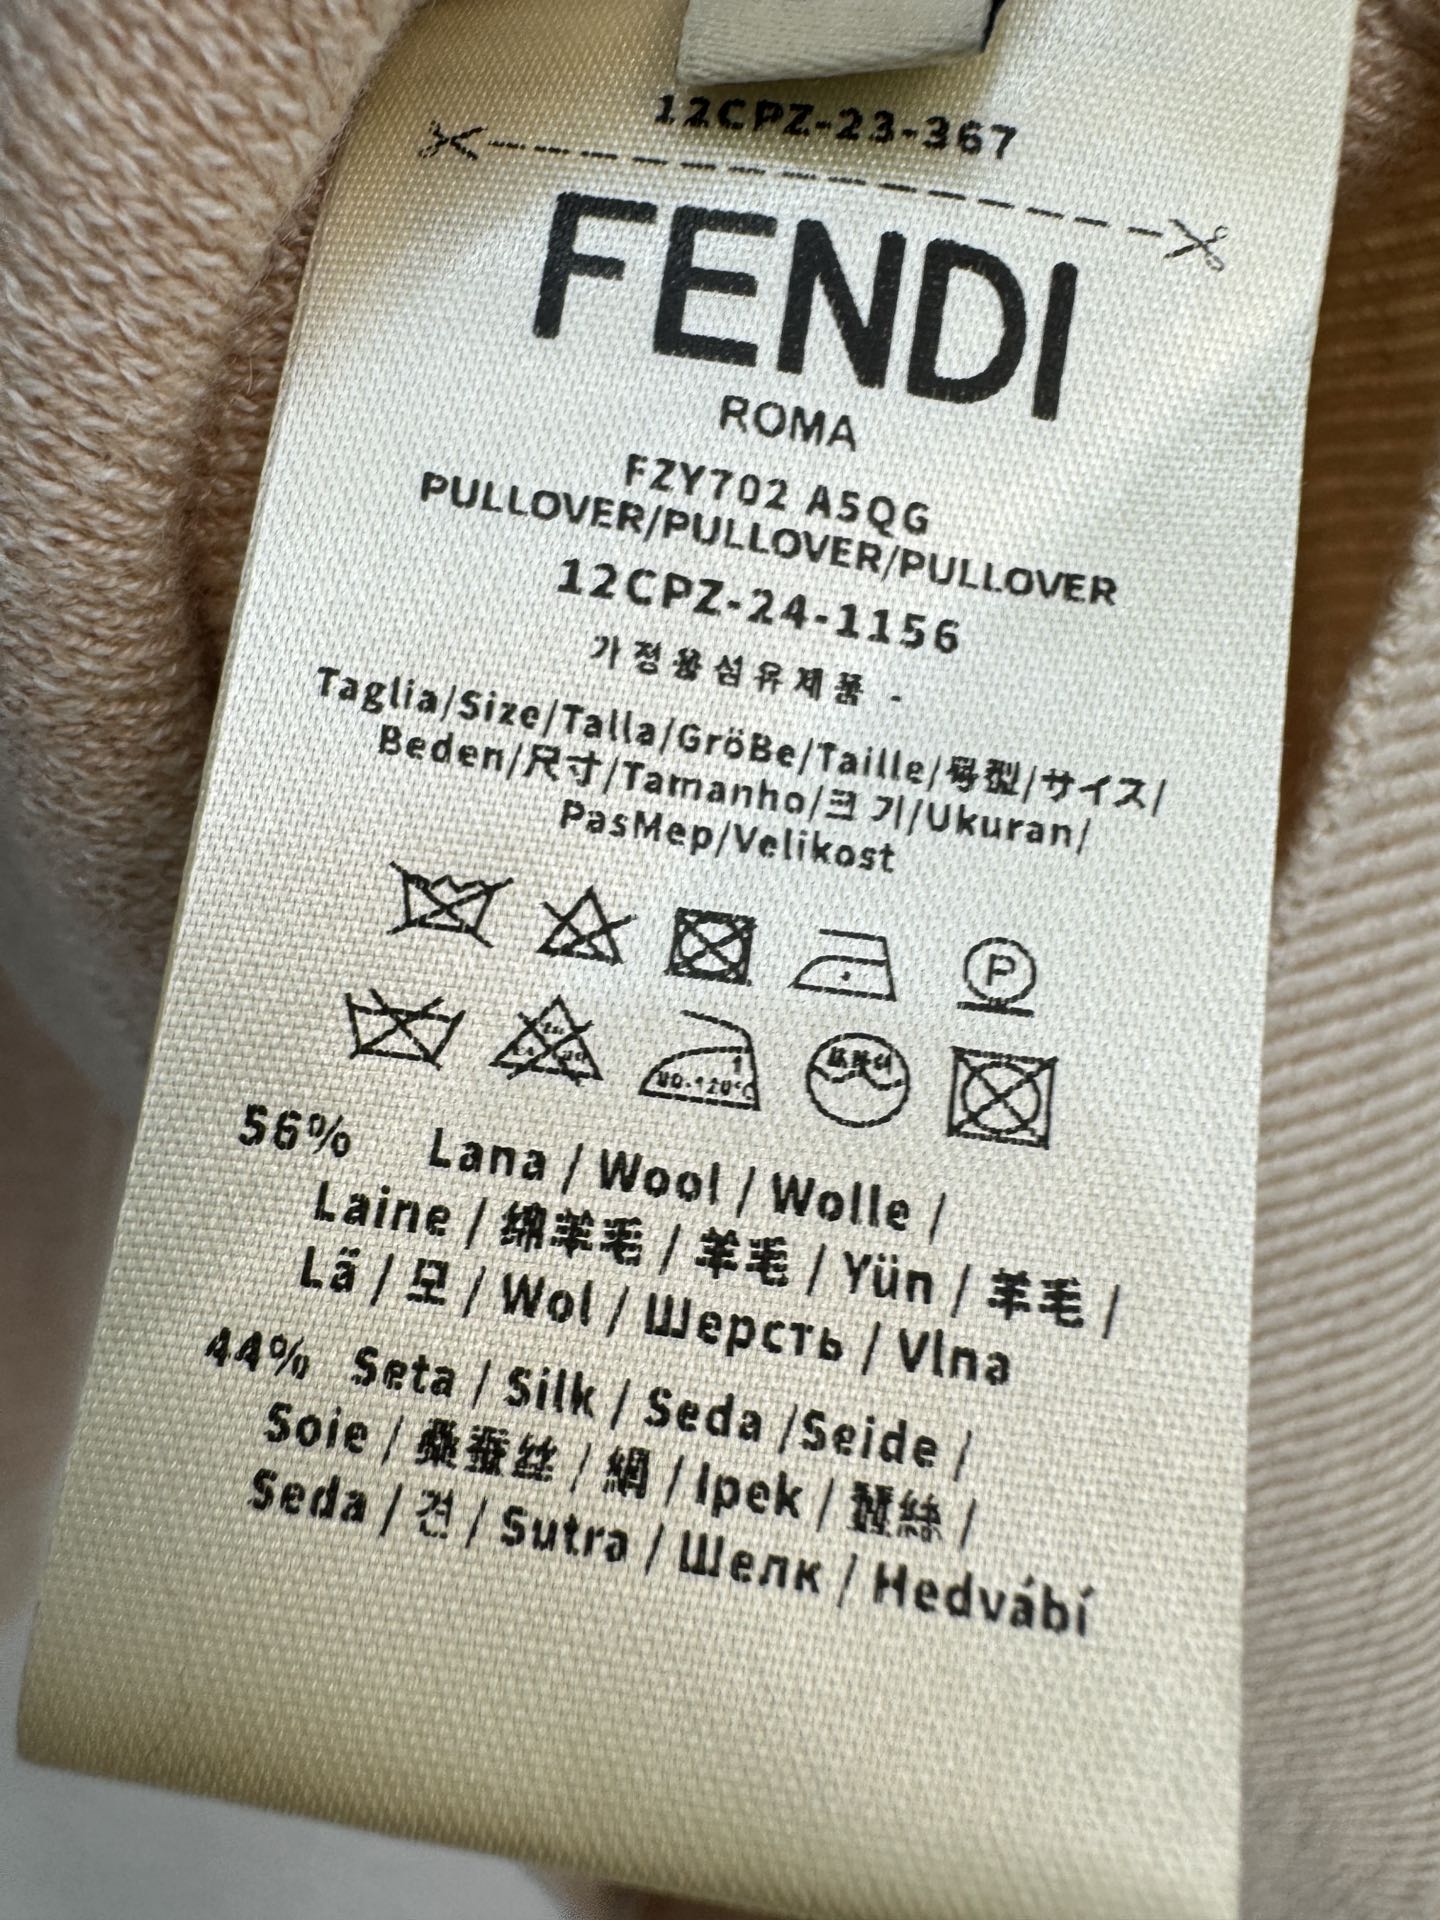 12CPZ-23-367
FENDI
ROMA
FZY702 A5QG
PULLOVER/PULLOVER/PULLOVER
12CPZ-24-1156
가정용섬유제품 -
Taglia/Size/Talla/GröBe/Taille/号型/サイズ/
Beden/尺寸/Tamanho/크기/Ukuran/
PasMep/Velikost
P
1
80-120°C
56% Lana / Wool / Wolle /
Laine / 绵羊毛 / 羊毛 / Yün / 羊毛 /
Lã / 모 / Wol / Шерсть / Vlna
44% Seta / Silk / Seda /Seide /
Soie / 桑蚕丝 / 絹 / Ipek / 蠶絲 /
Seda / 견 / Sutra / Шелк / Hedvábí